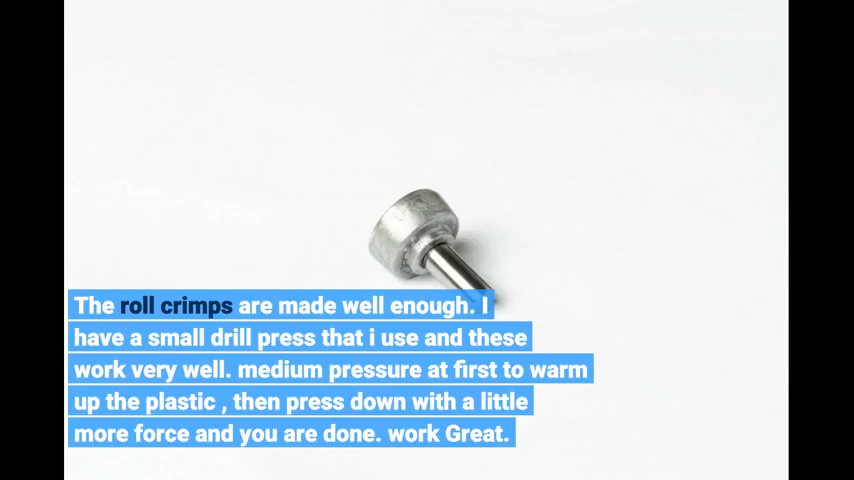 The roll crimps are made well enough. I
have a small drill press that i use and these
work very well. medium pressure at first to warm
up the plastic , then press down with a little
more force and you are done. work Great.